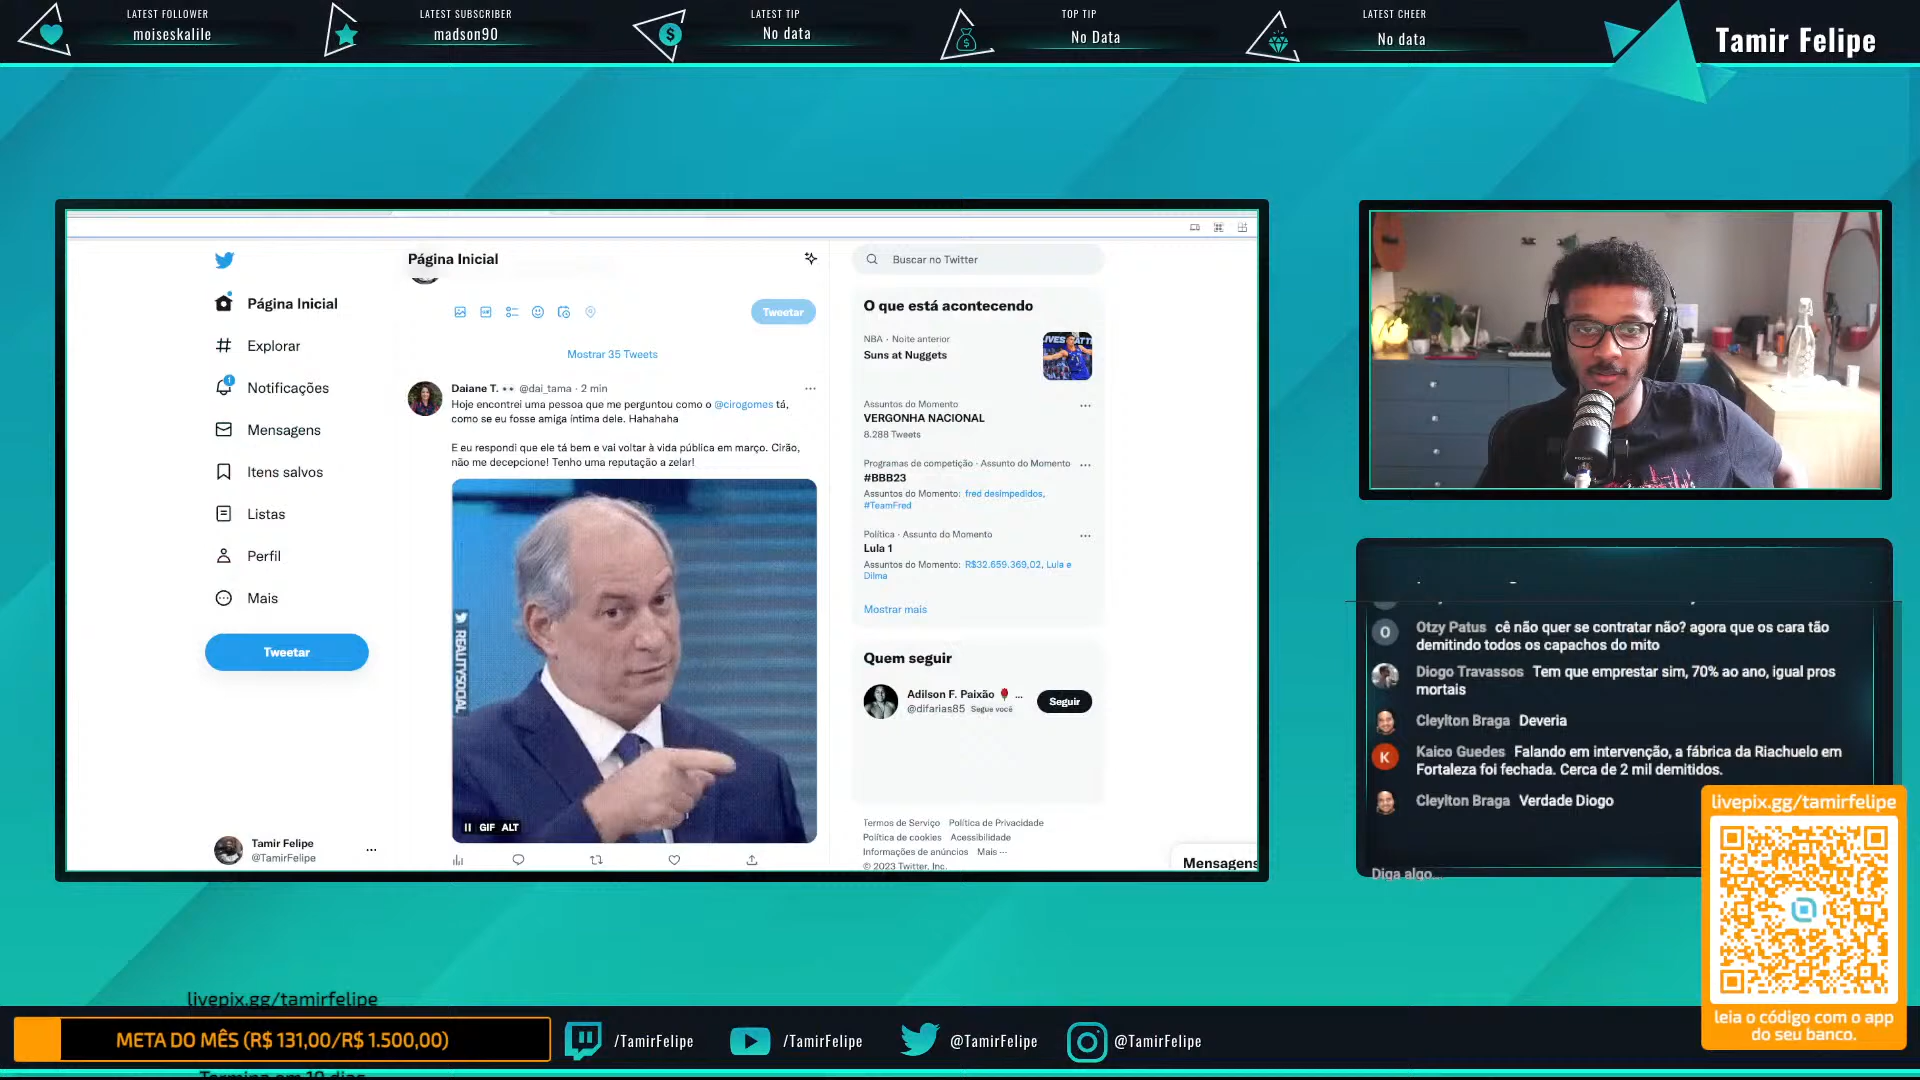 LATEST FOLLOWER
moiseskalile
LATEST SUBSCRIBER
madson90
LATEST TIP
No data
TOP TIP
No Data
LATEST CHEER
No data
Tamir Felipe
Página Inicial
Explorar
Notificações
1
Mensagens
Itens salvos
Listas
Perfil
Mais
Tweetar
Tamir Felipe
@TamirFelipe
Página Inicial
Tweetar
Mostrar 35 Tweets
Daiane T. @dai_tama · 2 min
Hoje encontrei uma pessoa que me perguntou como o @cirogomes tá,
como se eu fosse amiga íntima dele. Hahahaha
E eu respondi que ele tá bem e vai voltar à vida pública em março. Cirão,
não me decepcione! Tenho uma reputação a zelar!
REALITYSOCIAL
GIF ALT
Buscar no Twitter
O que está acontecendo
NBA · Noite anterior
Suns at Nuggets
Assuntos do Momento
VERGONHA NACIONAL
8.288 Tweets
Programas de competição · Assunto do Momento
#BBB23
Assuntos do Momento: fred desimpedidos,
#TeamFred
Política · Assunto do Momento
Lula 1
Assuntos do Momento: R$32.659.369,02, Lula e
Dilma
Mostrar mais
Quem seguir
Adilson F. Paixão ...
@difarias85 Segue você
Seguir
Termos de Serviço Política de Privacidade
Política de cookies Acessibilidade
Informações de anúncios Mais ...
© 2023 Twitter, Inc.
Mensagens
O
Otzy Patus cê não quer se contratar não? agora que os cara tão
demitindo todos os capachos do mito
Diogo Travassos Tem que emprestar sim, 70% ao ano, igual pros
mortais
Cleylton Braga Deveria
K
Kaico Guedes Falando em intervenção, a fábrica da Riachuelo em
Fortaleza foi fechada. Cerca de 2 mil demitidos.
Cleylton Braga Verdade Diogo
Diga algo...
livepix.gg/tamirfelipe
leia o código com o app
do seu banco.
livepix.gg/tamirfelipe
META DO MÊS (R$ 131,00/R$ 1.500,00)
Termina em 19 dias
/TamirFelipe
/TamirFelipe
@TamirFelipe
@TamirFelipe